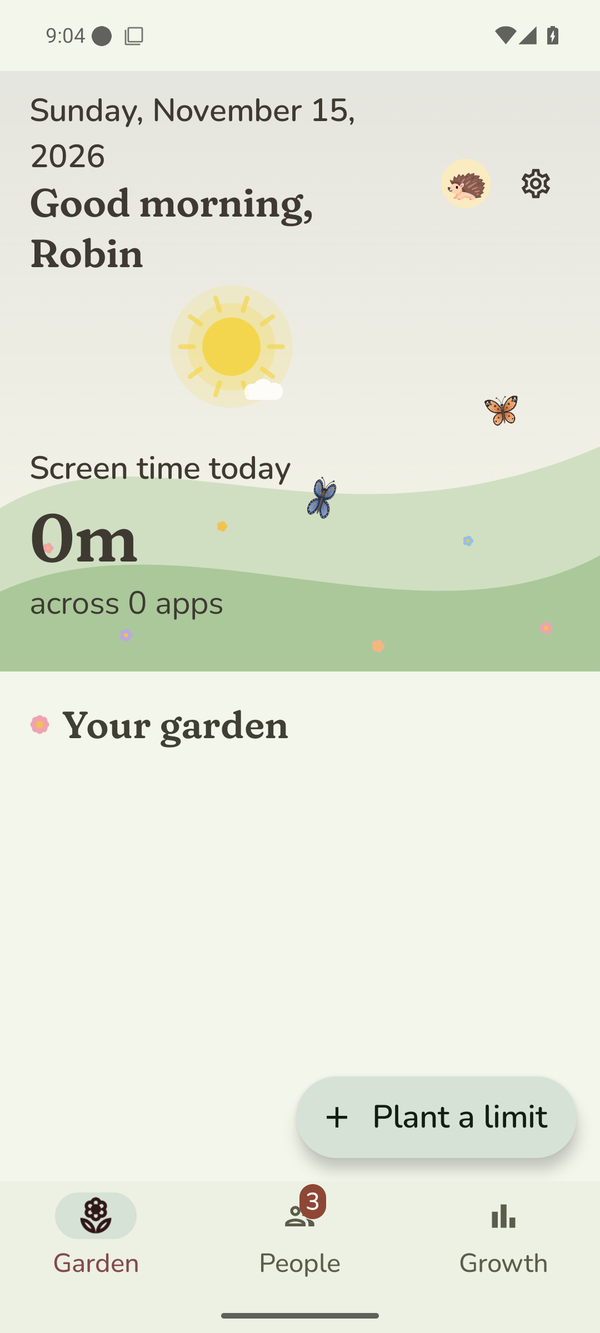 9:04
Sunday, November 15,
2026
Good morning,
Robin
Screen time today
0m
across 0 apps
Your garden
+ Plant a limit
3
Garden
People
Growth